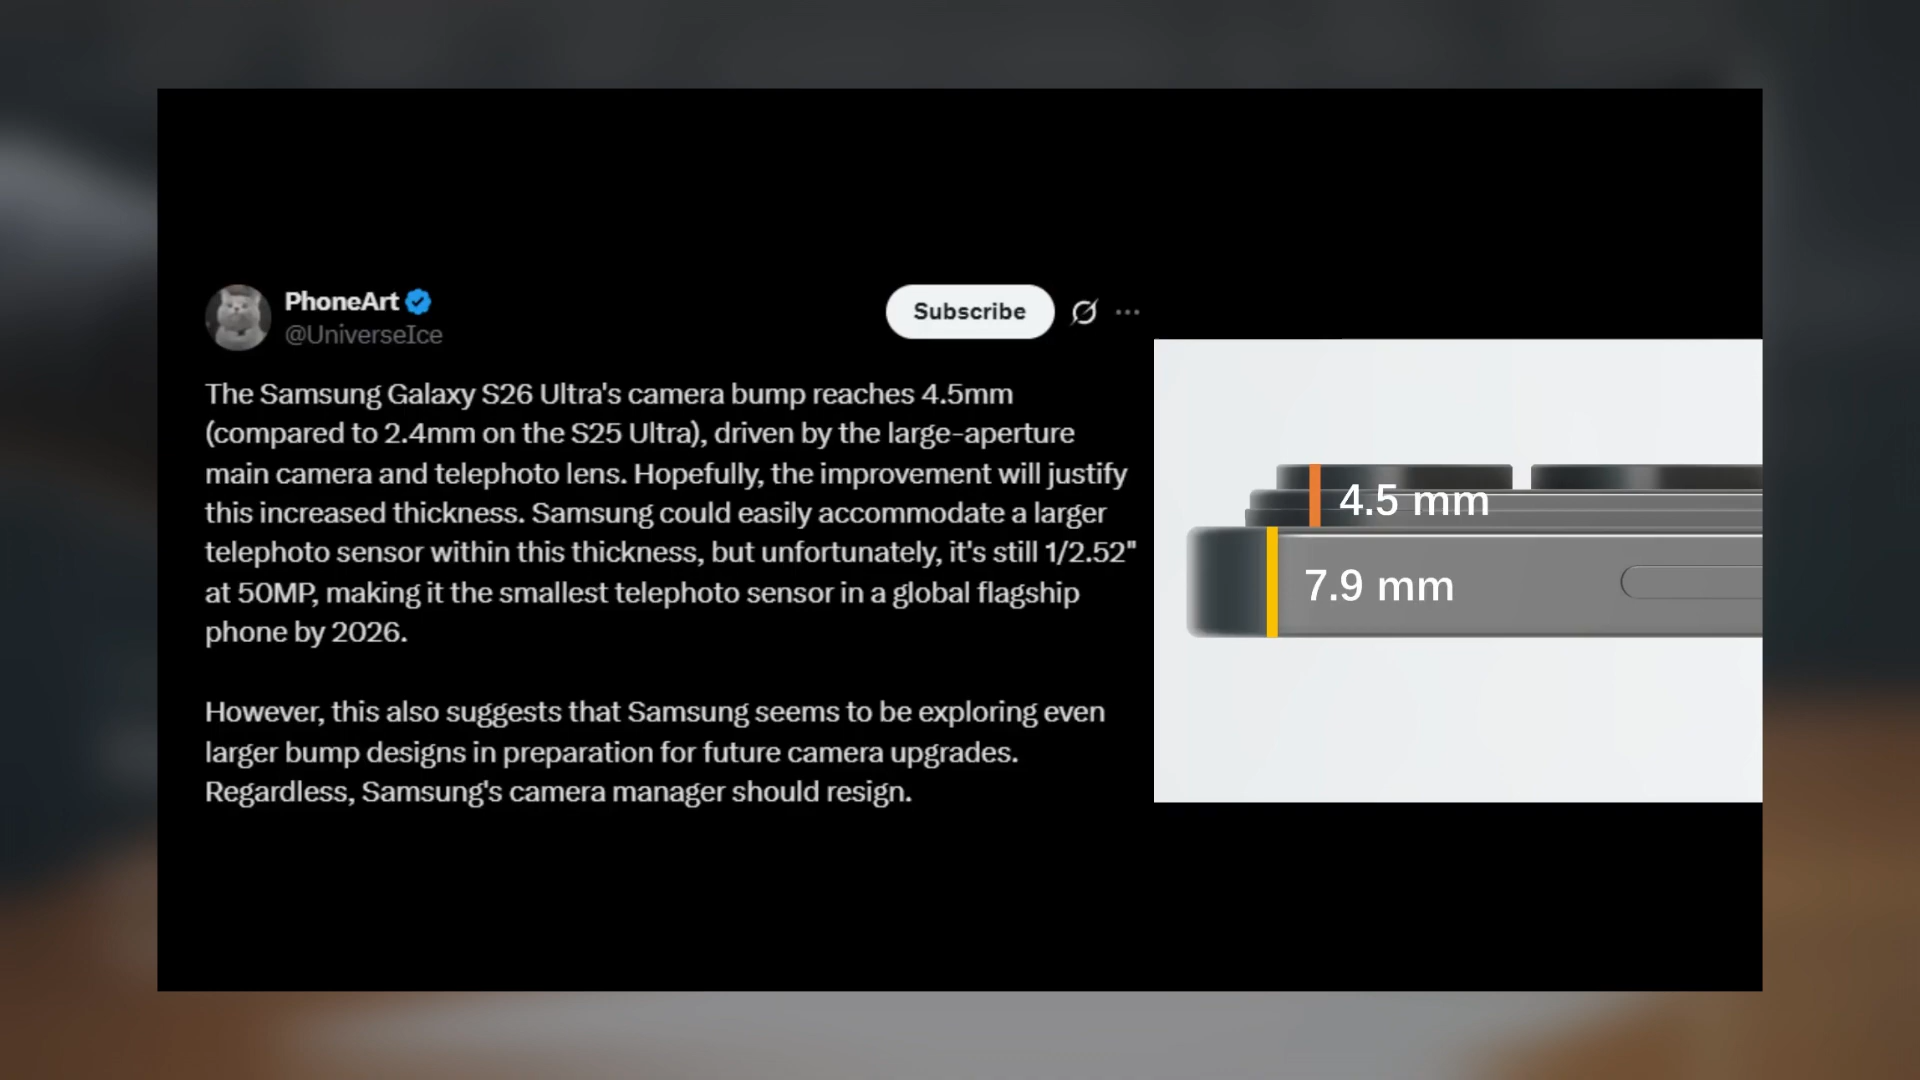 PhoneArt
@UniverseIce
Subscribe
The Samsung Galaxy S26 Ultra's camera bump reaches 4.5mm
(compared to 2.4mm on the S25 Ultra), driven by the large-aperture
main camera and telephoto lens. Hopefully, the improvement will justify
this increased thickness. Samsung could easily accommodate a larger
telephoto sensor within this thickness, but unfortunately, it's still 1/2.52"
at 50MP, making it the smallest telephoto sensor in a global flagship
phone by 2026.
However, this also suggests that Samsung seems to be exploring even
larger bump designs in preparation for future camera upgrades.
Regardless, Samsung's camera manager should resign.
4.5 mm
7.9 mm